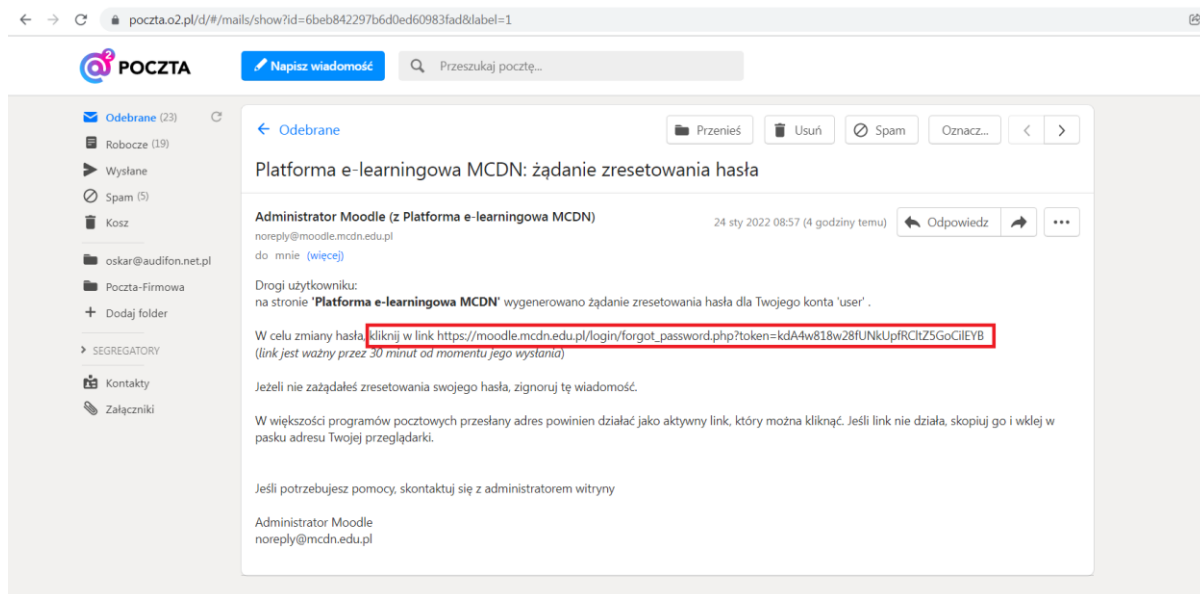 poczta.o2.pl/d/#/mails/show?id=6beb842297b6d0ed60983fad&label=1
@2 POCZTA
Napisz wiadomość
Przeszukaj pocztę...
Odebrane (23)
Robocze (19)
Wysłane
Spam (5)
Kosz
oskar@audifon.net.pl
Poczta-Firmowa
Dodaj folder
SEGREGATORY
Kontakty
Załączniki
Odebrane
Przenieś
Usuń
Spam
Oznacz...
Platforma e-learningowa MCDN: żądanie zresetowania hasła
Administrator Moodle (z Platforma e-learningowa MCDN)
24 sty 2022 08:57 (4 godziny temu)
Odpowiedz
noreply@moodle.mcdn.edu.pl
do mnie (więcej)
Drogi użytkowniku:
na stronie 'Platforma e-learningowa MCDN' wygenerowano żądanie zresetowania hasła dla Twojego konta 'user' .
W celu zmiany hasła, kliknij w link https://moodle.mcdn.edu.pl/login/forgot_password.php?token=kdA4w818w28fUNkUpfRCltZ5GoCilEYB
(link jest ważny przez 30 minut od momentu jego wysłania)
Jeżeli nie zażądałeś zresetowania swojego hasła, zignoruj tę wiadomość.
W większości programów pocztowych przesłany adres powinien działać jako aktywny link, który można kliknąć. Jeśli link nie działa, skopiuj go i wklej w
pasku adresu Twojej przeglądarki.
Jeśli potrzebujesz pomocy, skontaktuj się z administratorem witryny
Administrator Moodle
noreply@mcdn.edu.pl